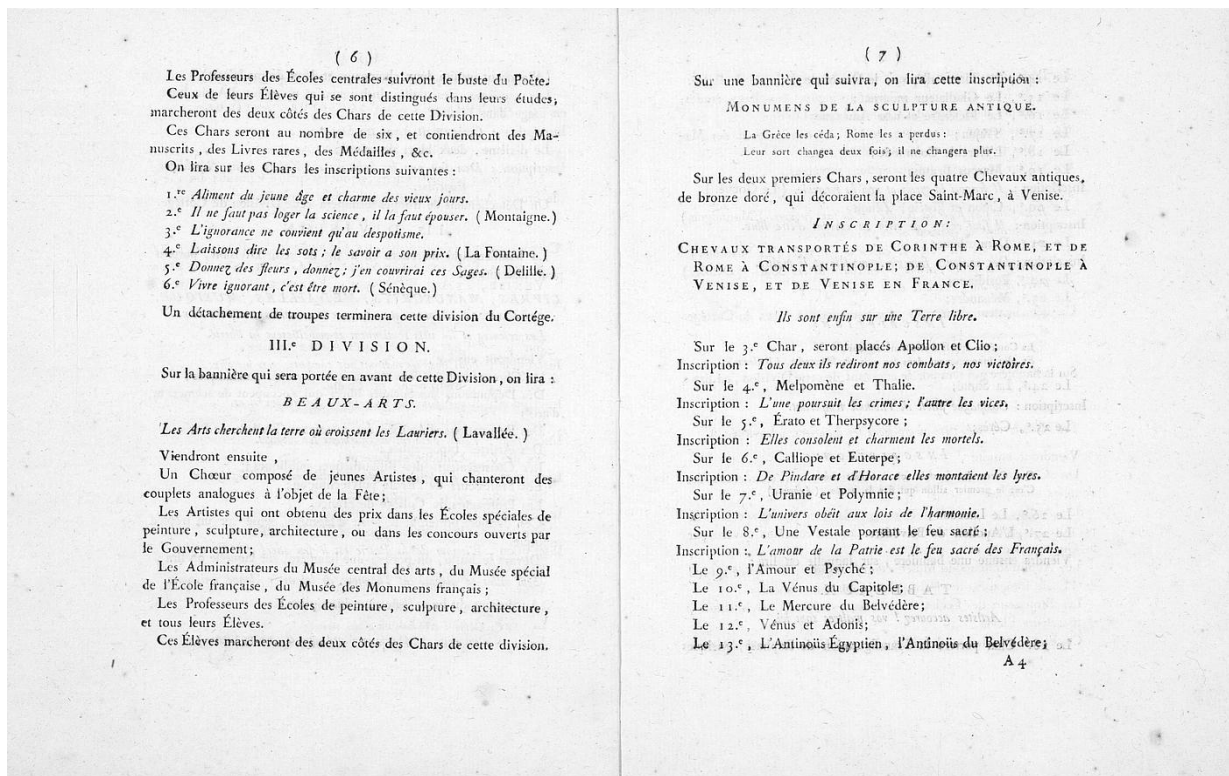 ( 6 )
Les Professeurs des Écoles centrales suivront le buste du Poëte.
Ceux de leurs Élèves qui se sont distingués dans leurs études,
marcheront des deux côtés des Chars de cette Division.
Ces Chars seront au nombre de six, et contiendront des Ma-
nuscrits, des Livres rares, des Médailles, &c.
On lira sur les Chars les inscriptions suivantes :
1.re Aliment du jeune âge et charme des vieux jours.
2.e Il ne faut pas loger la science, il la faut épouser. ( Montaigne. )
3.e L'ignorance ne convient qu'au despotisme.
4.e Laissons dire les sots ; le savoir a son prix. ( La Fontaine. )
5.e Donnez des fleurs, donnez; j'en couvrirai ces Sages. ( Delille. )
6.e Vivre ignorant, c'est être mort. ( Sénèque. )
Un détachement de troupes terminera cette division du Cortége.
III.e DIVISION.
Sur la bannière qui sera portée en avant de cette Division, on lira :
BEAUX-ARTS.
Les Arts cherchent la terre où croissent les Lauriers. ( Lavallée. )
Viendront ensuite,
Un Chœur composé de jeunes Artistes, qui chanteront des
couplets analogues à l'objet de la Fête;
Les Artistes qui ont obtenu des prix dans les Écoles spéciales de
peinture, sculpture, architecture, ou dans les concours ouverts par
le Gouvernement;
Les Administrateurs du Musée central des arts, du Musée spécial
de l'École française, du Musée des Monumens français ;
Les Professeurs des Écoles de peinture, sculpture, architecture,
et tous leurs Élèves.
Ces Élèves marcheront des deux côtés des Chars de cette division.
( 7 )
Sur une bannière qui suivra, on lira cette inscription :
MONUMENS DE LA SCULPTURE ANTIQUE.
La Grèce les céda ; Rome les a perdus :
Leur sort changea deux fois ; il ne changera plus.
Sur les deux premiers Chars, seront les quatre Chevaux antiques,
de bronze doré, qui décoraient la place Saint-Marc, à Venise.
INSCRIPTION:
CHEVAUX TRANSPORTÉS DE CORINTHE À ROME, ET DE
ROME À CONSTANTINOPLE; DE CONSTANTINOPLE À
VENISE, ET DE VENISE EN FRANCE.
Ils sont enfin sur une Terre libre.
Sur le 3.e Char, seront placés Apollon et Clio ;
Inscription : Tous deux ils rediront nos combats, nos victoires.
Sur le 4.e, Melpomène et Thalie.
Inscription : L'une poursuit les crimes ; l'autre les vices.
Sur le 5.e, Érato et Therpsycore ;
Inscription : Elles consolent et charment les mortels.
Sur le 6.e, Calliope et Euterpe;
Inscription : De Pindare et d'Horace elles montaient les lyres.
Sur le 7.e, Uranie et Polymnie;
Inscription : L'univers obéit aux lois de l'harmonie.
Sur le 8.e, Une Vestale portant le feu sacré ;
Inscription : L'amour de la Patrie est le feu sacré des Français.
Le 9.e, l'Amour et Psyché ;
Le 10.e, La Vénus du Capitole;
Le 11.e, Le Mercure du Belvédère;
Le 12.e, Vénus et Adonis;
Le 13.e, L'Antinoüs Égyptien, l'Antinoüs du Belvédère;
A 4